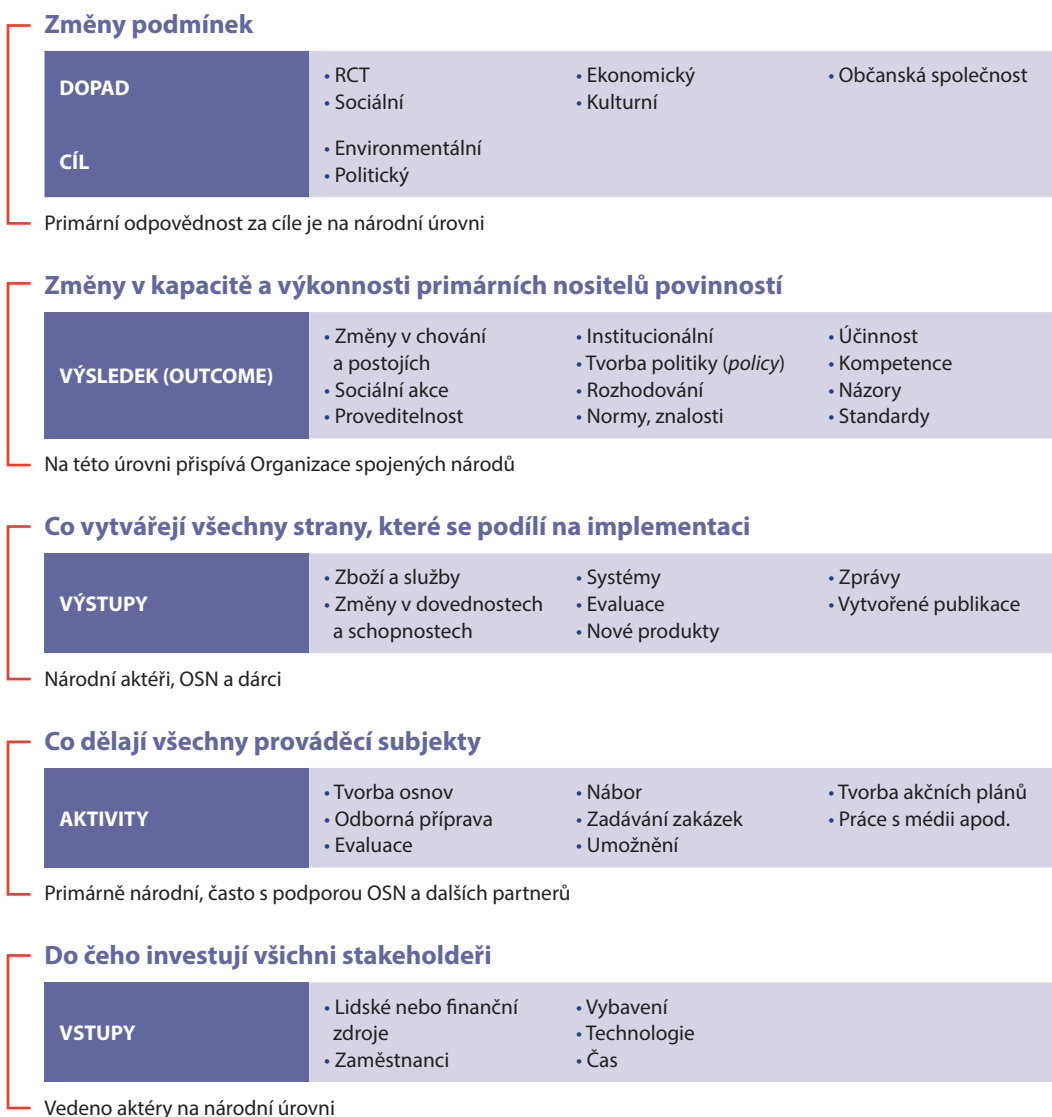 Změny podmínek
DOPAD
• RCT
• Sociální
• Ekonomický
• Kulturní
• Občanská společnost
CÍL
• Environmentální
• Politický
Primární odpovědnost za cíle je na národní úrovni
Změny v kapacitě a výkonnosti primárních nositelů povinností
VÝSLEDEK (OUTCOME)
• Změny v chování
a postojích
• Sociální akce
• Proveditelnost
• Institucionální
• Tvorba politiky (policy)
• Rozhodování
• Normy, znalosti
• Účinnost
• Kompetence
• Názory
• Standardy
Na této úrovni přispívá Organizace spojených národů
Co vytvářejí všechny strany, které se podílí na implementaci
VÝSTUPY
• Zboží a služby
• Změny v dovednostech
a schopnostech
• Systémy
• Evaluace
• Nové produkty
• Zprávy
• Vytvořené publikace
Národní aktéři, OSN a dárci
Co dělají všechny prováděcí subjekty
AKTIVITY
• Tvorba osnov
• Odborná příprava
• Evaluace
• Nábor
• Zadávání zakázek
• Umožnění
• Tvorba akčních plánů
• Práce s médii apod.
Primárně národní, často s podporou OSN a dalších partnerů
Do čeho investují všichni stakeholdeři
VSTUPY
• Lidské nebo finanční
zdroje
• Zaměstnanci
• Vybavení
• Technologie
• Čas
Vedeno aktéry na národní úrovni